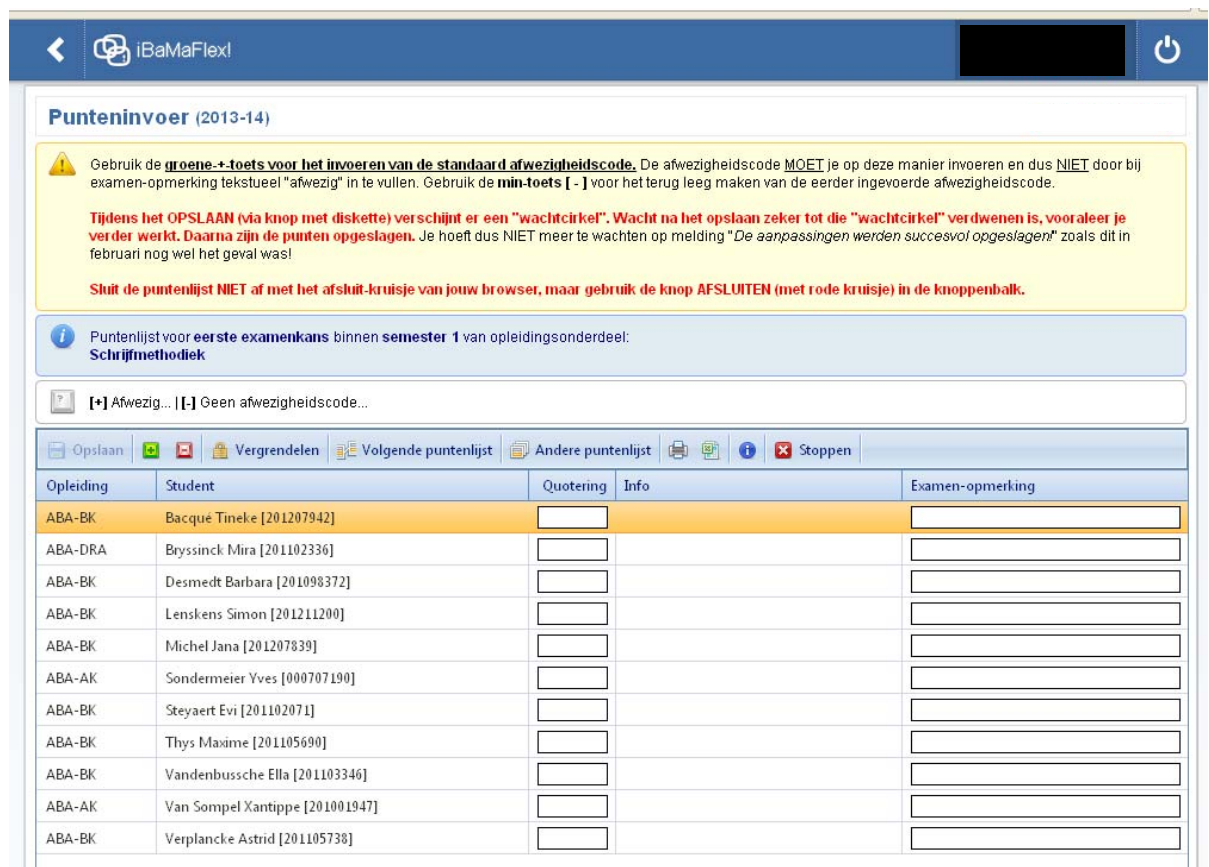 iBaMaFlex!
Punteninvoer (2013-14)
Gebruik de groene-+-toets voor het invoeren van de standaard afwezigheidscode. De afwezigheidscode MOET je op deze manier invoeren en dus NIET door bij
examen-opmerking tekstueel "afwezig" in te vullen. Gebruik de min-toets [ - ] voor het terug leeg maken van de eerder ingevoerde afwezigheidscode.
Tijdens het OPSLAAN (via knop met diskette) verschijnt er een "wachtcirkel". Wacht na het opslaan zeker tot die "wachtcirkel" verdwenen is, vooraleer je
verder werkt. Daarna zijn de punten opgeslagen. Je hoeft dus NIET meer te wachten op melding "De aanpassingen werden succesvol opgeslagen!" zoals dit in
februari nog wel het geval was!
Sluit de puntenlijst NIET af met het afsluit-kruisje van jouw browser, maar gebruik de knop AFSLUITEN (met rode kruisje) in de knoppenbalk.
Puntenlijst voor eerste examenkans binnen semester 1 van opleidingsonderdeel:
Schrijfmethodiek
[+] Afwezig... | [-] Geen afwezigheidscode...
Opslaan Vergrendelen Volgende puntenlijst Andere puntenlijst Stoppen
Opleiding Student Quotering Info Examen-opmerking
ABA-BK Bacqué Tineke [201207942]
ABA-DRA Bryssinck Mira [201102336]
ABA-BK Desmedt Barbara [201098372]
ABA-BK Lenskens Simon [201211200]
ABA-BK Michel Jana [201207839]
ABA-AK Sondermeier Yves [000707190]
ABA-BK Steyaert Evi [201102071]
ABA-BK Thys Maxime [201105690]
ABA-BK Vandenbussche Ella [201103346]
ABA-AK Van Sompel Xantippe [201001947]
ABA-BK Verplancke Astrid [201105738]